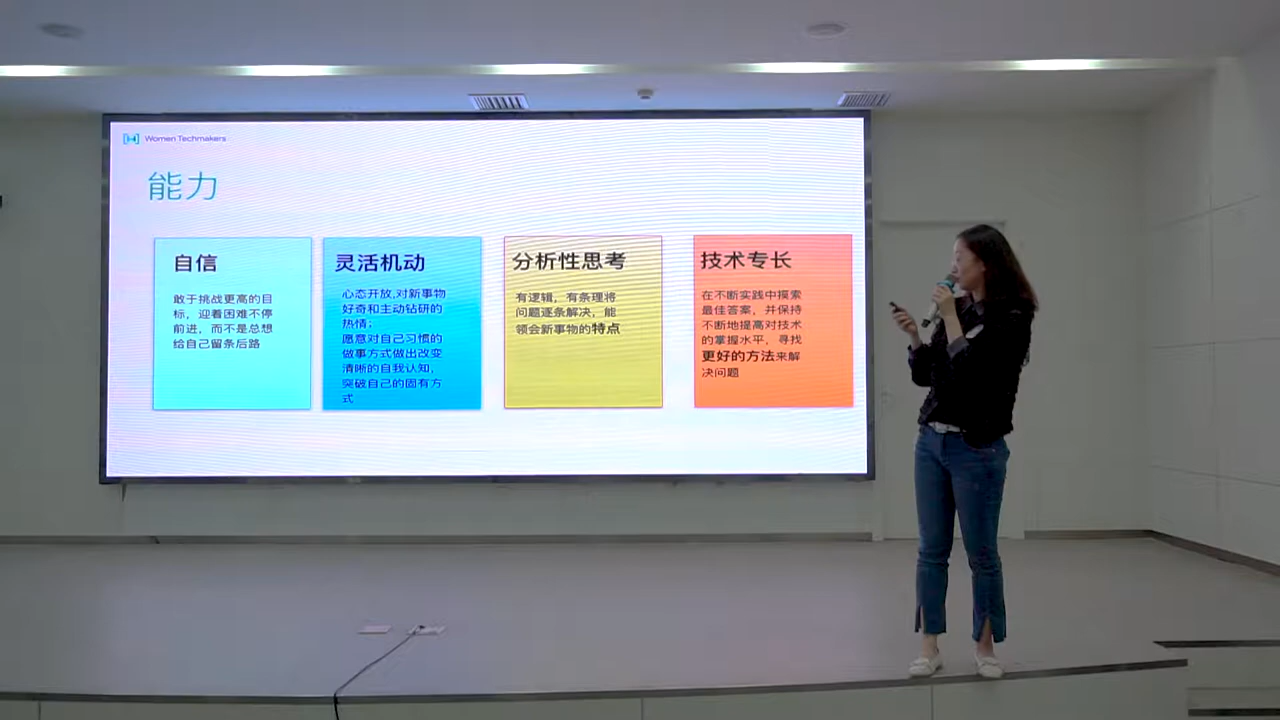 Women Techmakers
能力
自信
敢于挑战更高的目
标，迎着困难不停
前进，而不是总想
给自己留条后路
灵活机动
心态开放,对新事物
好奇和主动钻研的
热情；
愿意对自己习惯的
做事方式做出改变
清晰的自我认知，
突破自己的固有方
式
分析性思考
有逻辑，有条理将
问题逐条解决，能
领会新事物的特点
技术专长
在不断实践中摸索
最佳答案，并保持
不断地提高对技术
的掌握水平，寻找
更好的方法来解
决问题